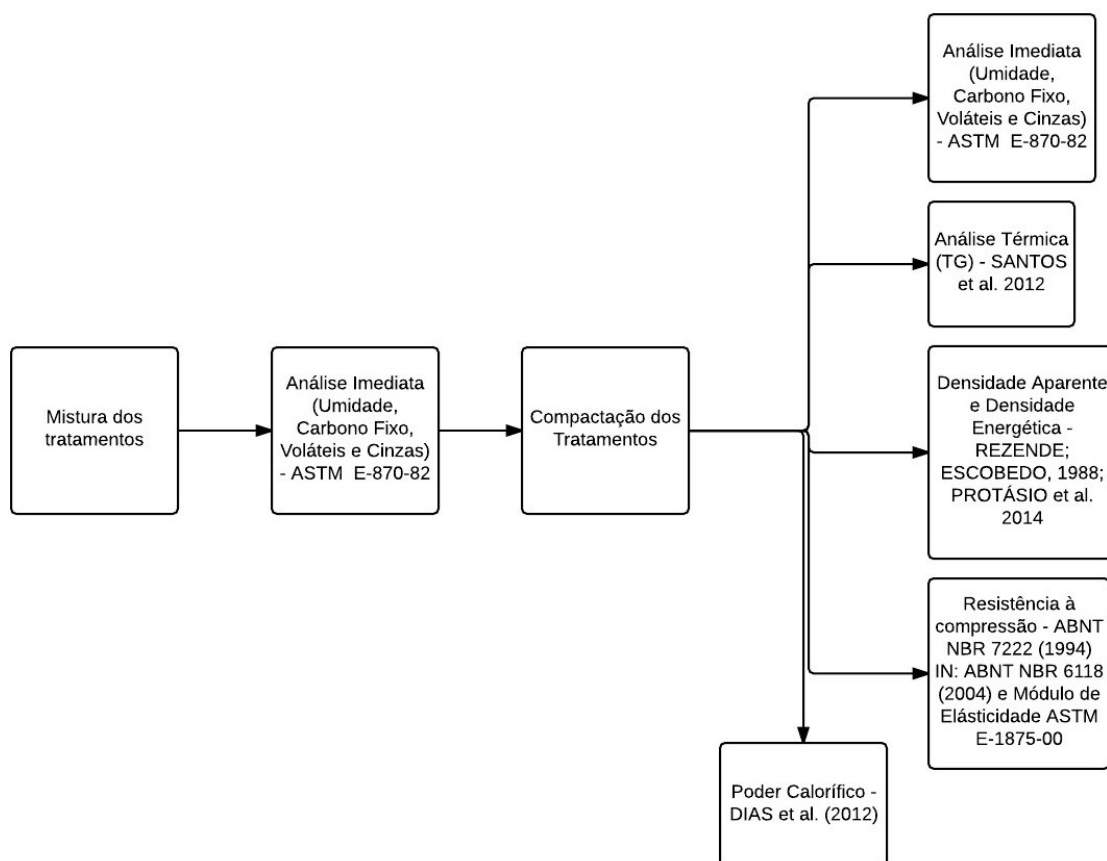 Mistura dos
tratamentos
Análise Imediata
(Umidade,
Carbono Fixo,
Voláteis e Cinzas)
- ASTM E-870-82
Compactação dos
Tratamentos
Análise Imediata
(Umidade,
Carbono Fixo,
Voláteis e Cinzas)
- ASTM E-870-82
Análise Térmica
(TG) - SANTOS
et al. 2012
Densidade Aparente
e Densidade
Energética -
REZENDE;
ESCOBEDO, 1988;
PROTÁSIO et al.
2014
Resistência à
compressão - ABNT
NBR 7222 (1994)
IN: ABNT NBR 6118
(2004) e Módulo de
Elásticidade ASTM
E-1875-00
Poder Calorífico -
DIAS et al. (2012)